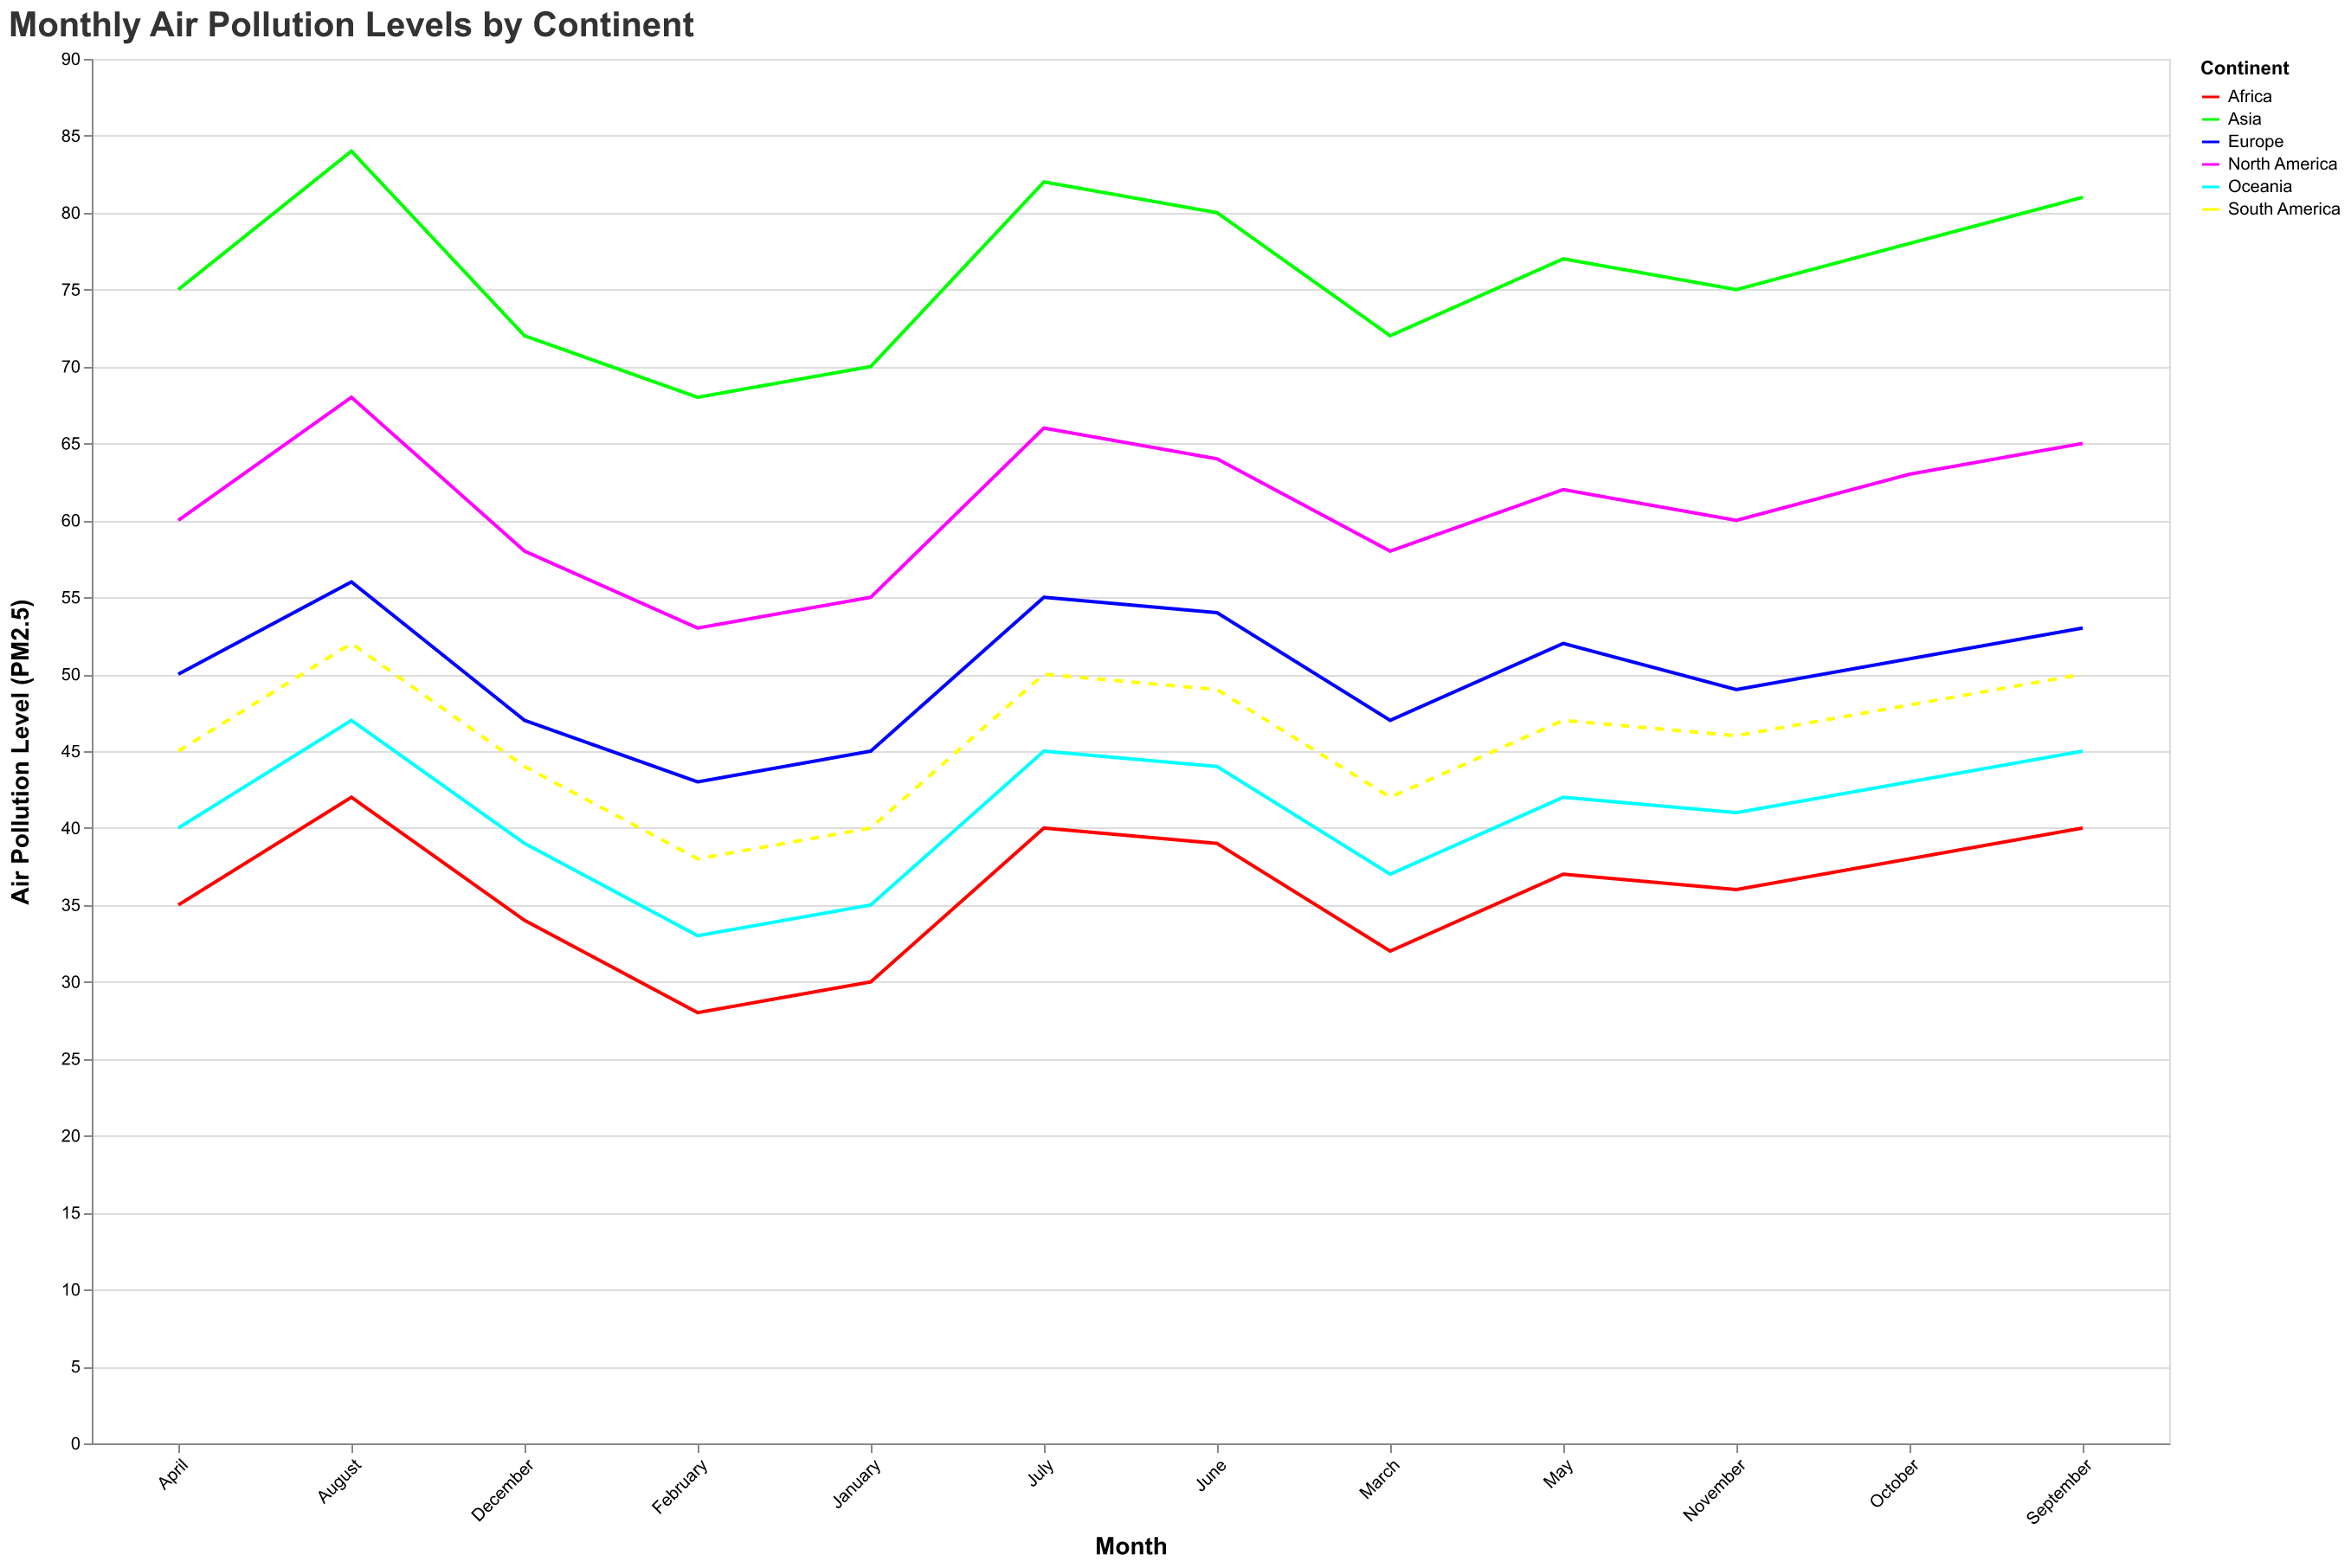 Monthly Air Pollution Levels by Continent
Air Pollution Level (PM2.5)
90
85
80
75
70
65
60
55
50
45
40
35
30
25
20
15
10
5
0
April
August
December
February
January
July
June
March
May
November
October
September
Month
Continent
Africa
Asia
Europe
North America
Oceania
South America